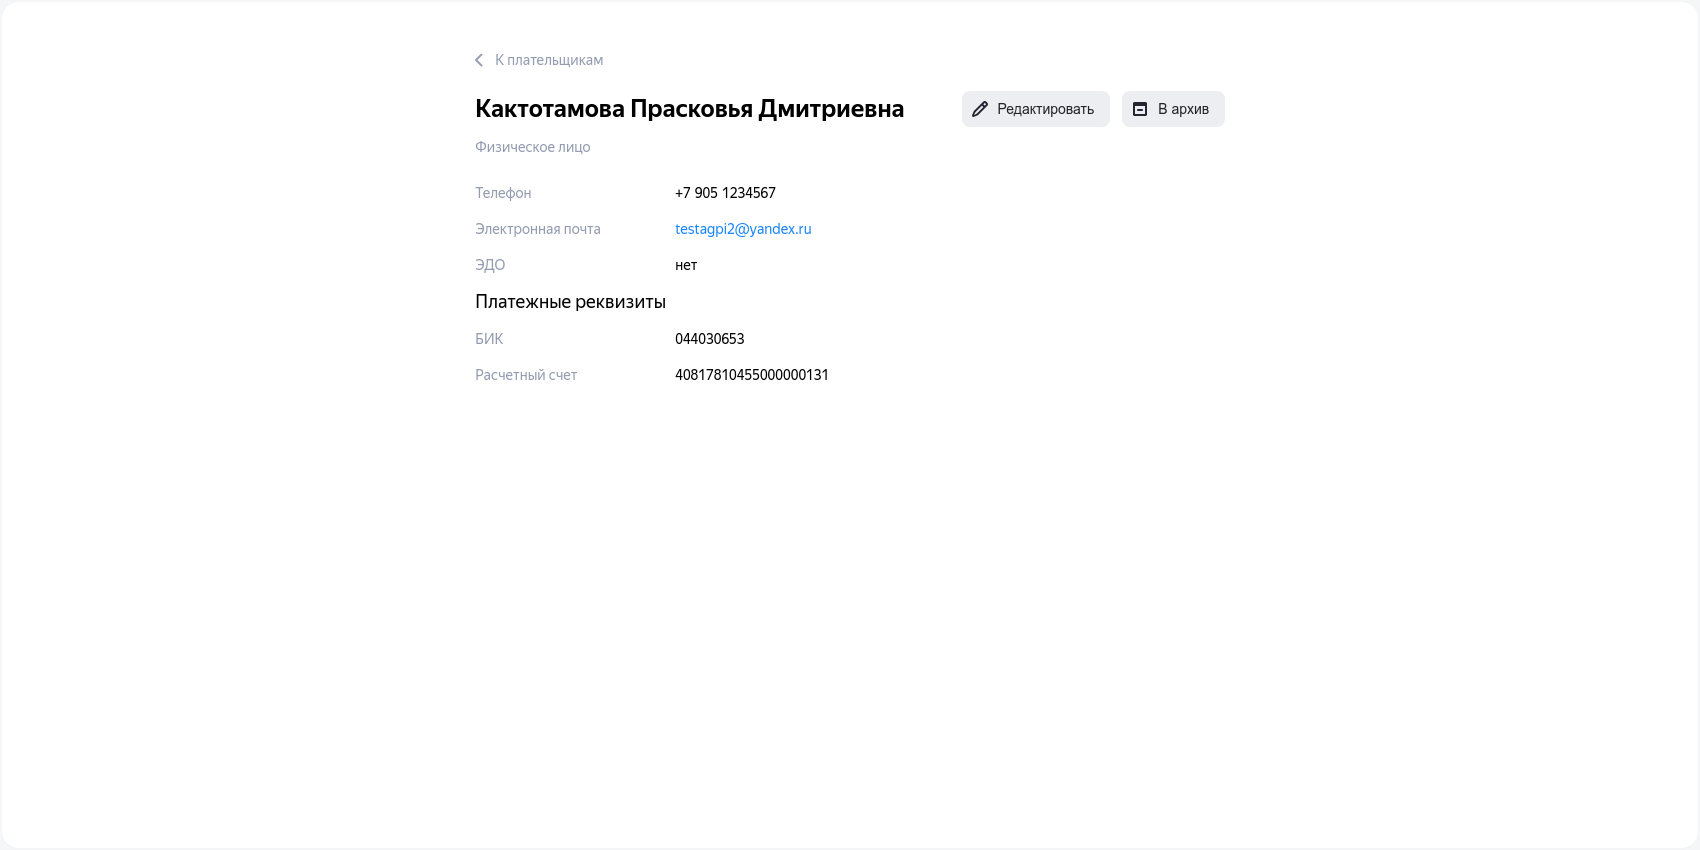 К плательщикам
Кактотамова Прасковья Дмитриевна
Редактировать
В архив
Физическое лицо
Телефон +7 905 1234567
Электронная почта testagpi2@yandex.ru
ЭДО нет
Платежные реквизиты
БИК 044030653
Расчетный счет 40817810455000000131